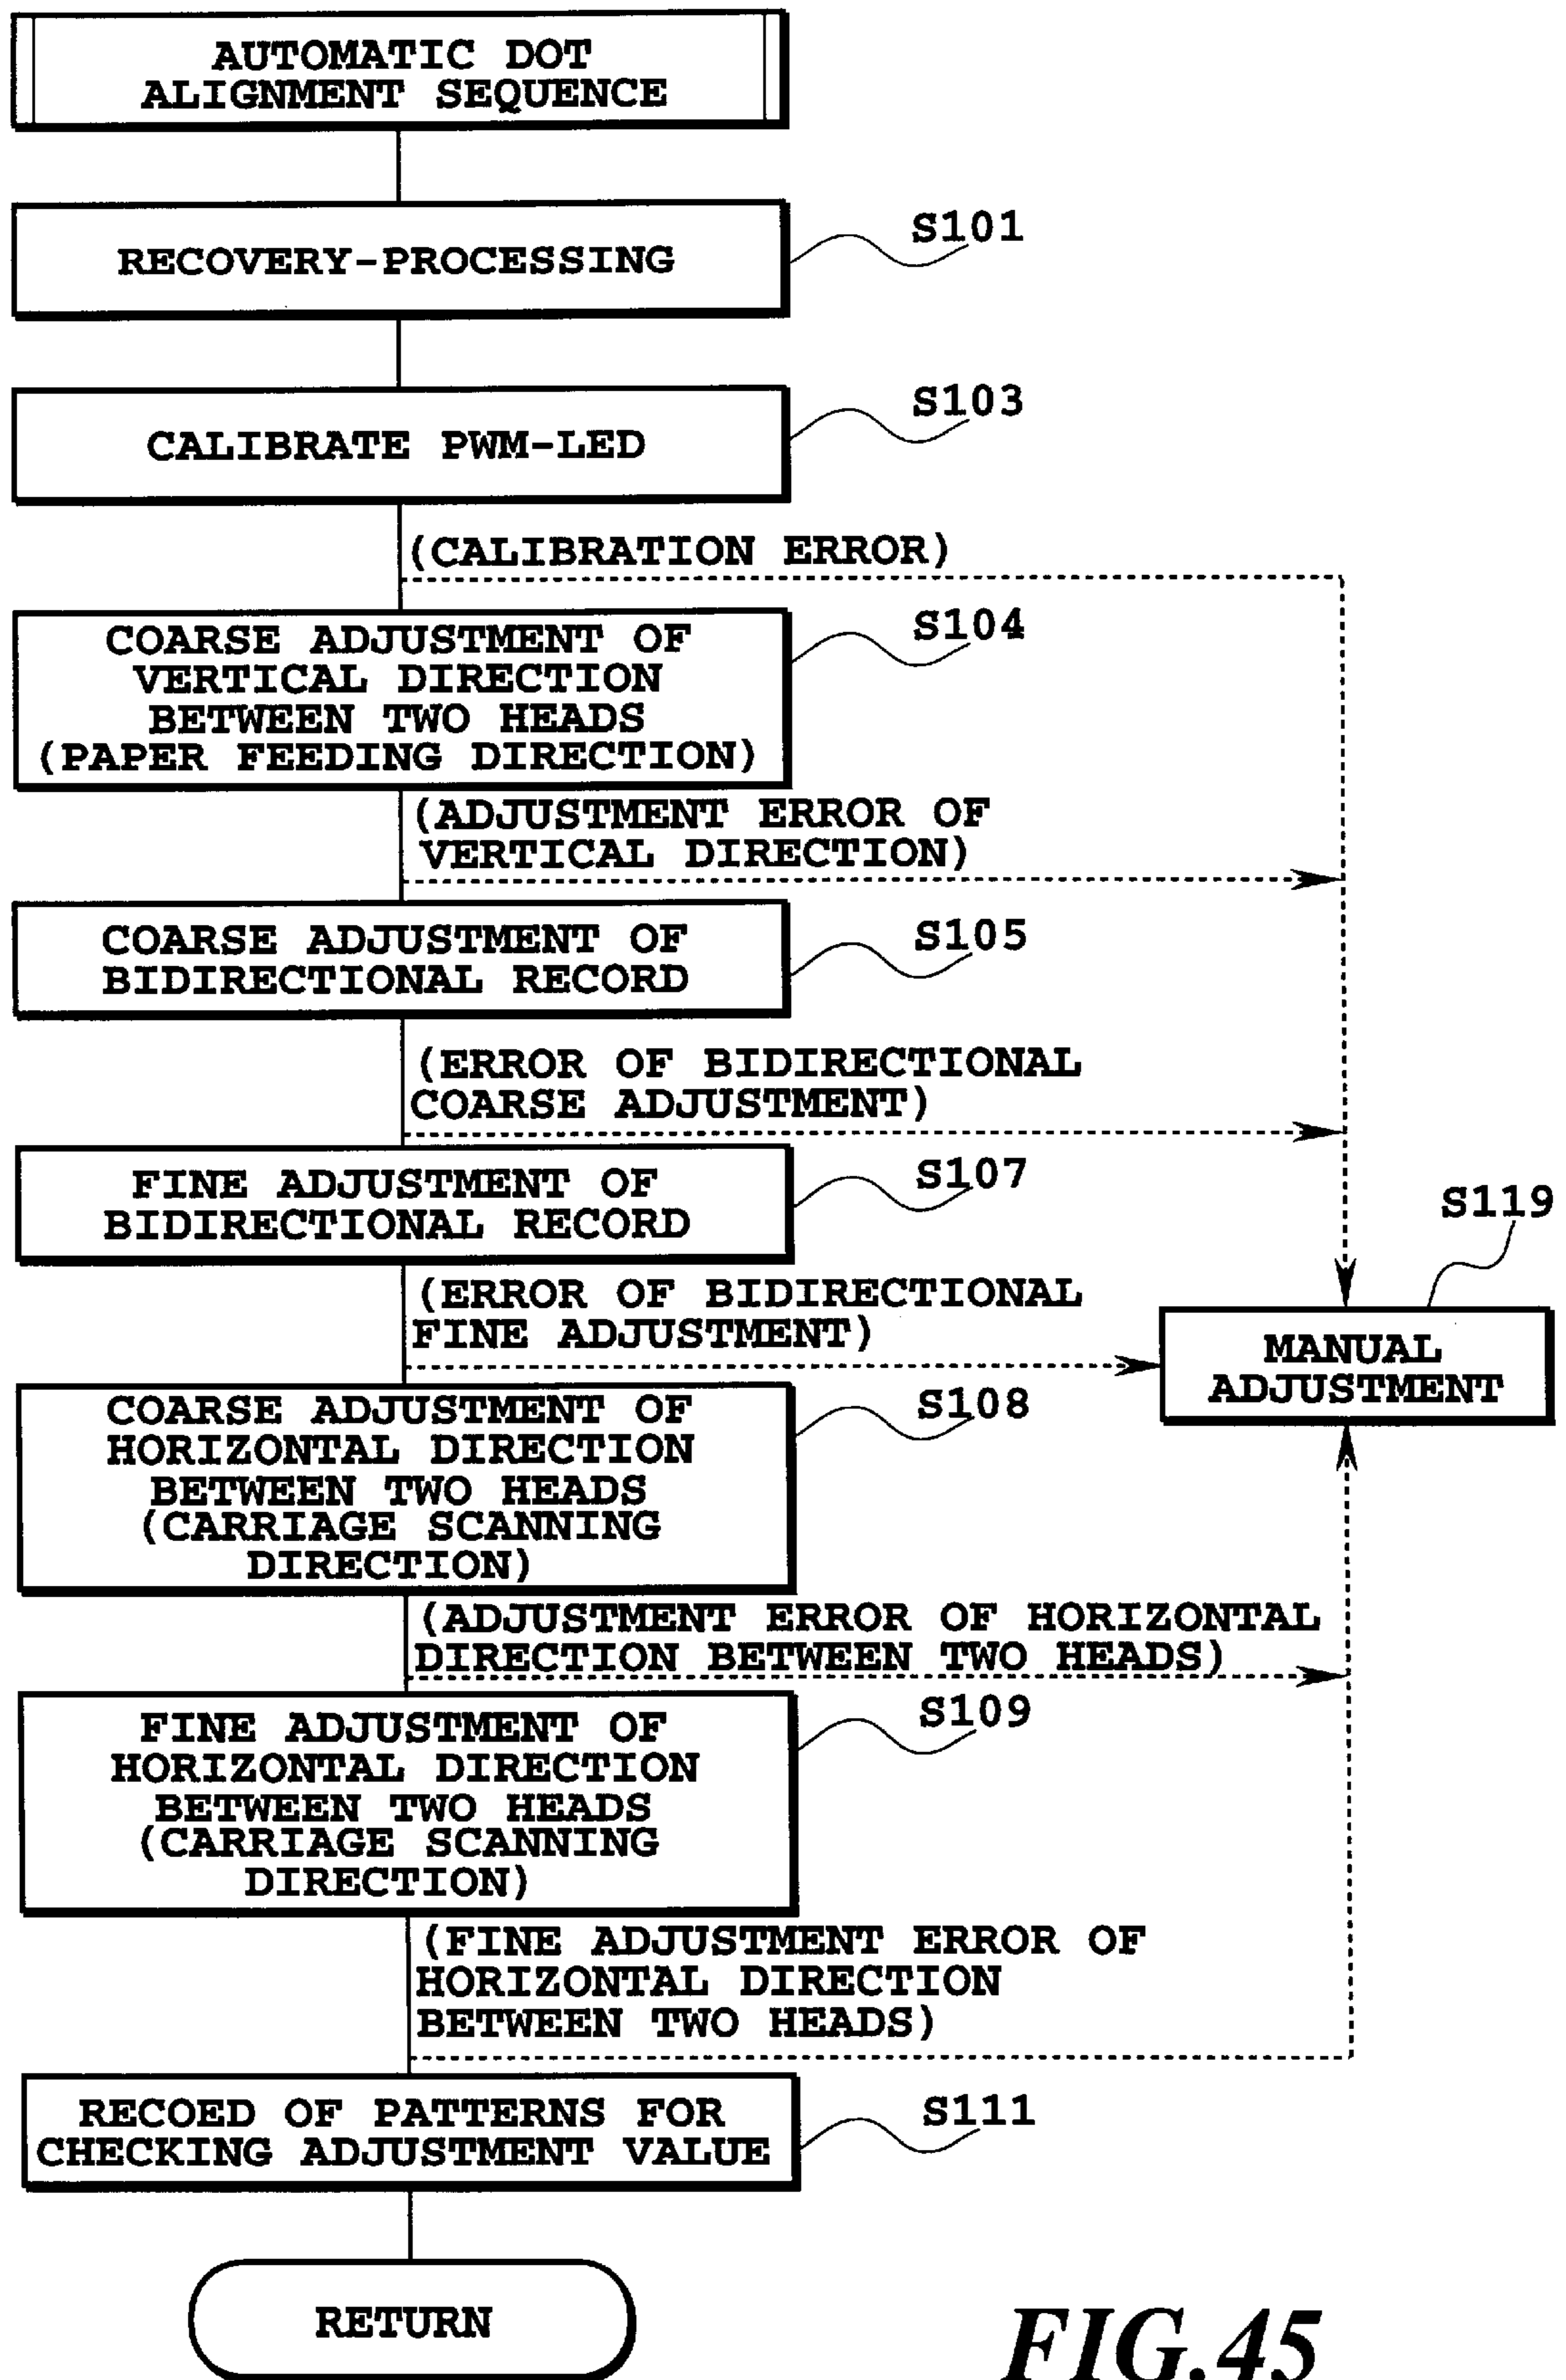 AUTOMATIC DOT
ALIGNMENT SEQUENCE
RECOVERY-PROCESSING
S101
CALIBRATE PWM-LED
S103
(CALIBRATION ERROR)
COARSE ADJUSTMENT OF
VERTICAL DIRECTION
BETWEEN TWO HEADS
(PAPER FEEDING DIRECTION)
S104
(ADJUSTMENT ERROR OF
VERTICAL DIRECTION)
COARSE ADJUSTMENT OF
BIDIRECTIONAL RECORD
S105
(ERROR OF BIDIRECTIONAL
COARSE ADJUSTMENT)
FINE ADJUSTMENT OF
BIDIRECTIONAL RECORD
S107
(ERROR OF BIDIRECTIONAL
FINE ADJUSTMENT)
S119
MANUAL
ADJUSTMENT
COARSE ADJUSTMENT OF
HORIZONTAL DIRECTION
BETWEEN TWO HEADS
(CARRIAGE SCANNING
DIRECTION)
S108
(ADJUSTMENT ERROR OF HORIZONTAL
DIRECTION BETWEEN TWO HEADS)
FINE ADJUSTMENT OF
HORIZONTAL DIRECTION
BETWEEN TWO HEADS
(CARRIAGE SCANNING
DIRECTION)
S109
(FINE ADJUSTMENT ERROR OF
HORIZONTAL DIRECTION
BETWEEN TWO HEADS)
RECOED OF PATTERNS FOR
CHECKING ADJUSTMENT VALUE
S111
RETURN
FIG.45